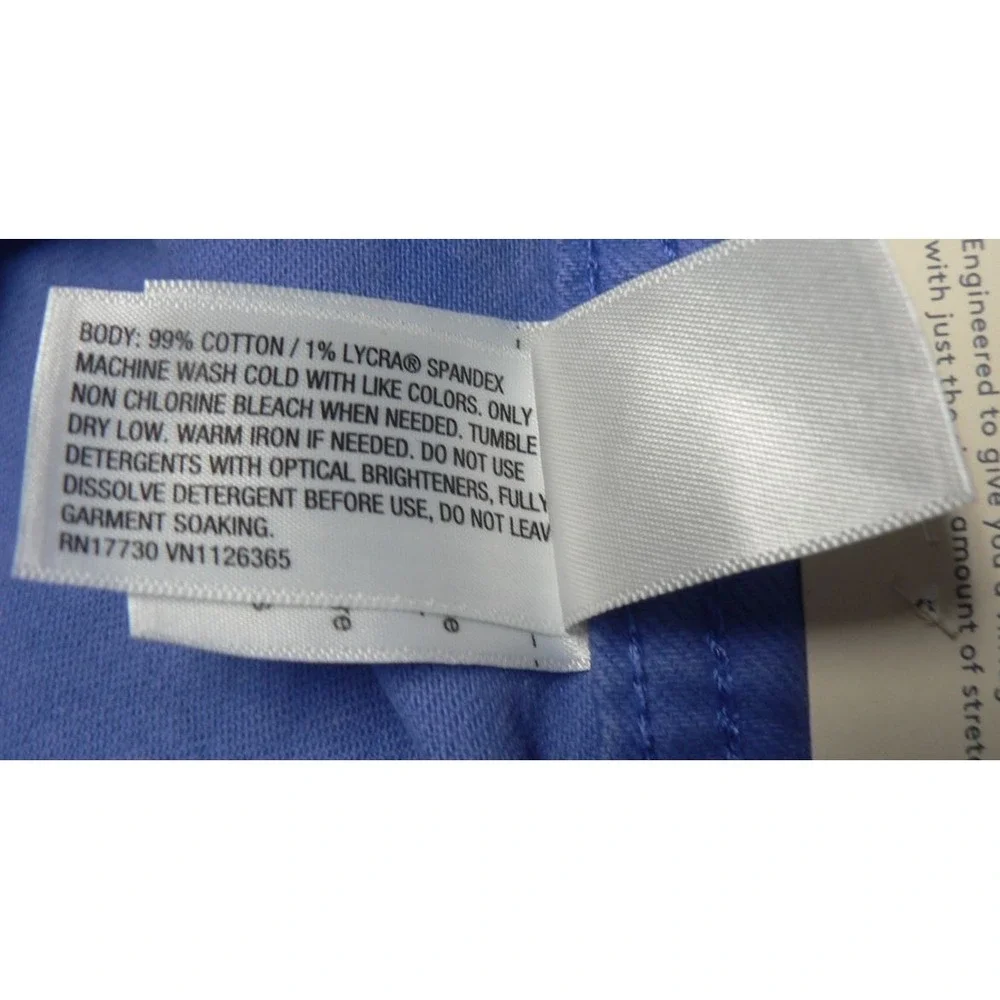 BODY: 99% COTTON / 1% LYCRA® SPANDEX
MACHINE WASH COLD WITH LIKE COLORS. ONLY
NON CHLORINE BLEACH WHEN NEEDED. TUMBLE
DRY LOW. WARM IRON IF NEEDED. DO NOT USE
DETERGENTS WITH OPTICAL BRIGHTENERS, FULLY
DISSOLVE DETERGENT BEFORE USE, DO NOT LEAV
GARMENT SOAKING.
RN17730 VN1126365
Engineered to give you
with just the amount of stretc